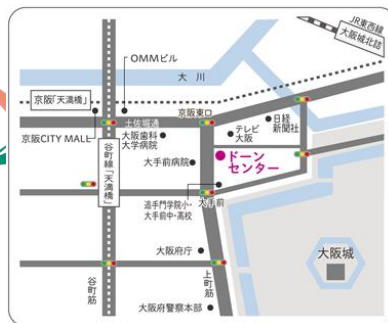 JR東西線
大阪城北詰
OMMビル
大川
京阪「天満橋」
土佐堀通
京阪東口
京阪CITY MALL
大阪歯科
大学病院
テレビ
大阪
日経
新聞社
谷町線「天満橋」
大手前病院
ドーン
センター
追手門学院小・
大手前中・高校
大手前
大阪府庁
大阪城
谷町筋
上町筋
大阪府警察本部